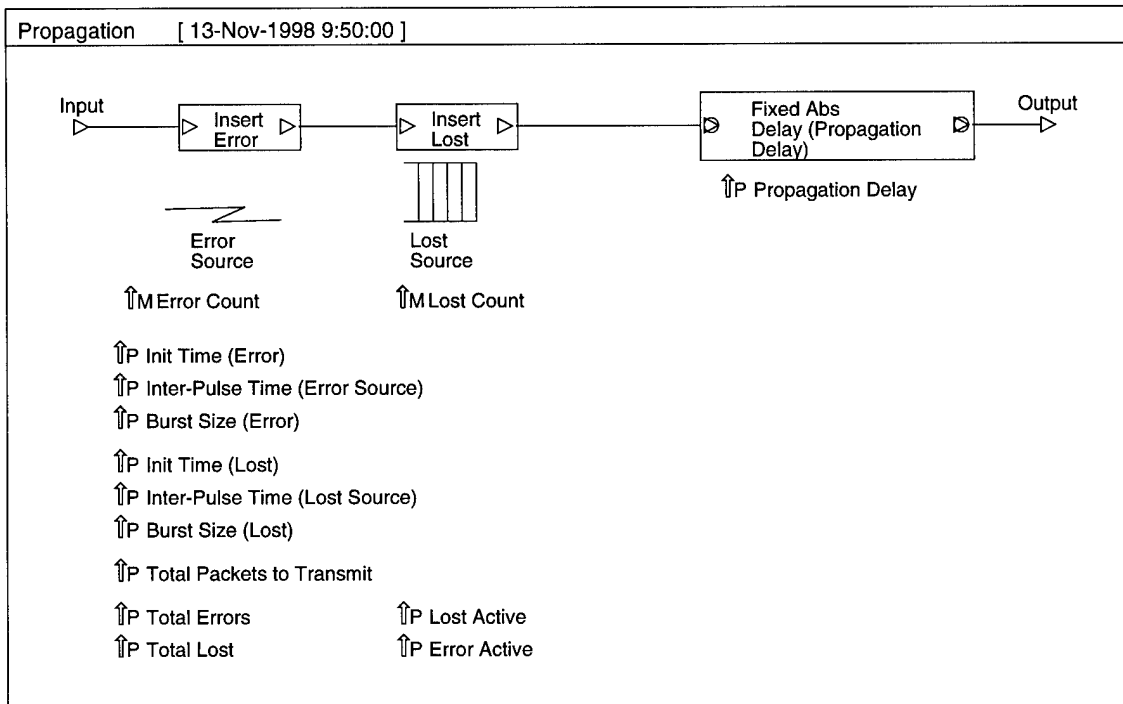 Propagation [ 13-Nov-1998 9:50:00 ]
Input
Insert
Error
Insert
Lost
Fixed Abs
Delay (Propagation
Delay)
Output
⇑P Propagation Delay
Error
Source
Lost
Source
⇑M Error Count
⇑M Lost Count
⇑P Init Time (Error)
⇑P Inter-Pulse Time (Error Source)
⇑P Burst Size (Error)
⇑P Init Time (Lost)
⇑P Inter-Pulse Time (Lost Source)
⇑P Burst Size (Lost)
⇑P Total Packets to Transmit
⇑P Total Errors
⇑P Lost Active
⇑P Total Lost
⇑P Error Active